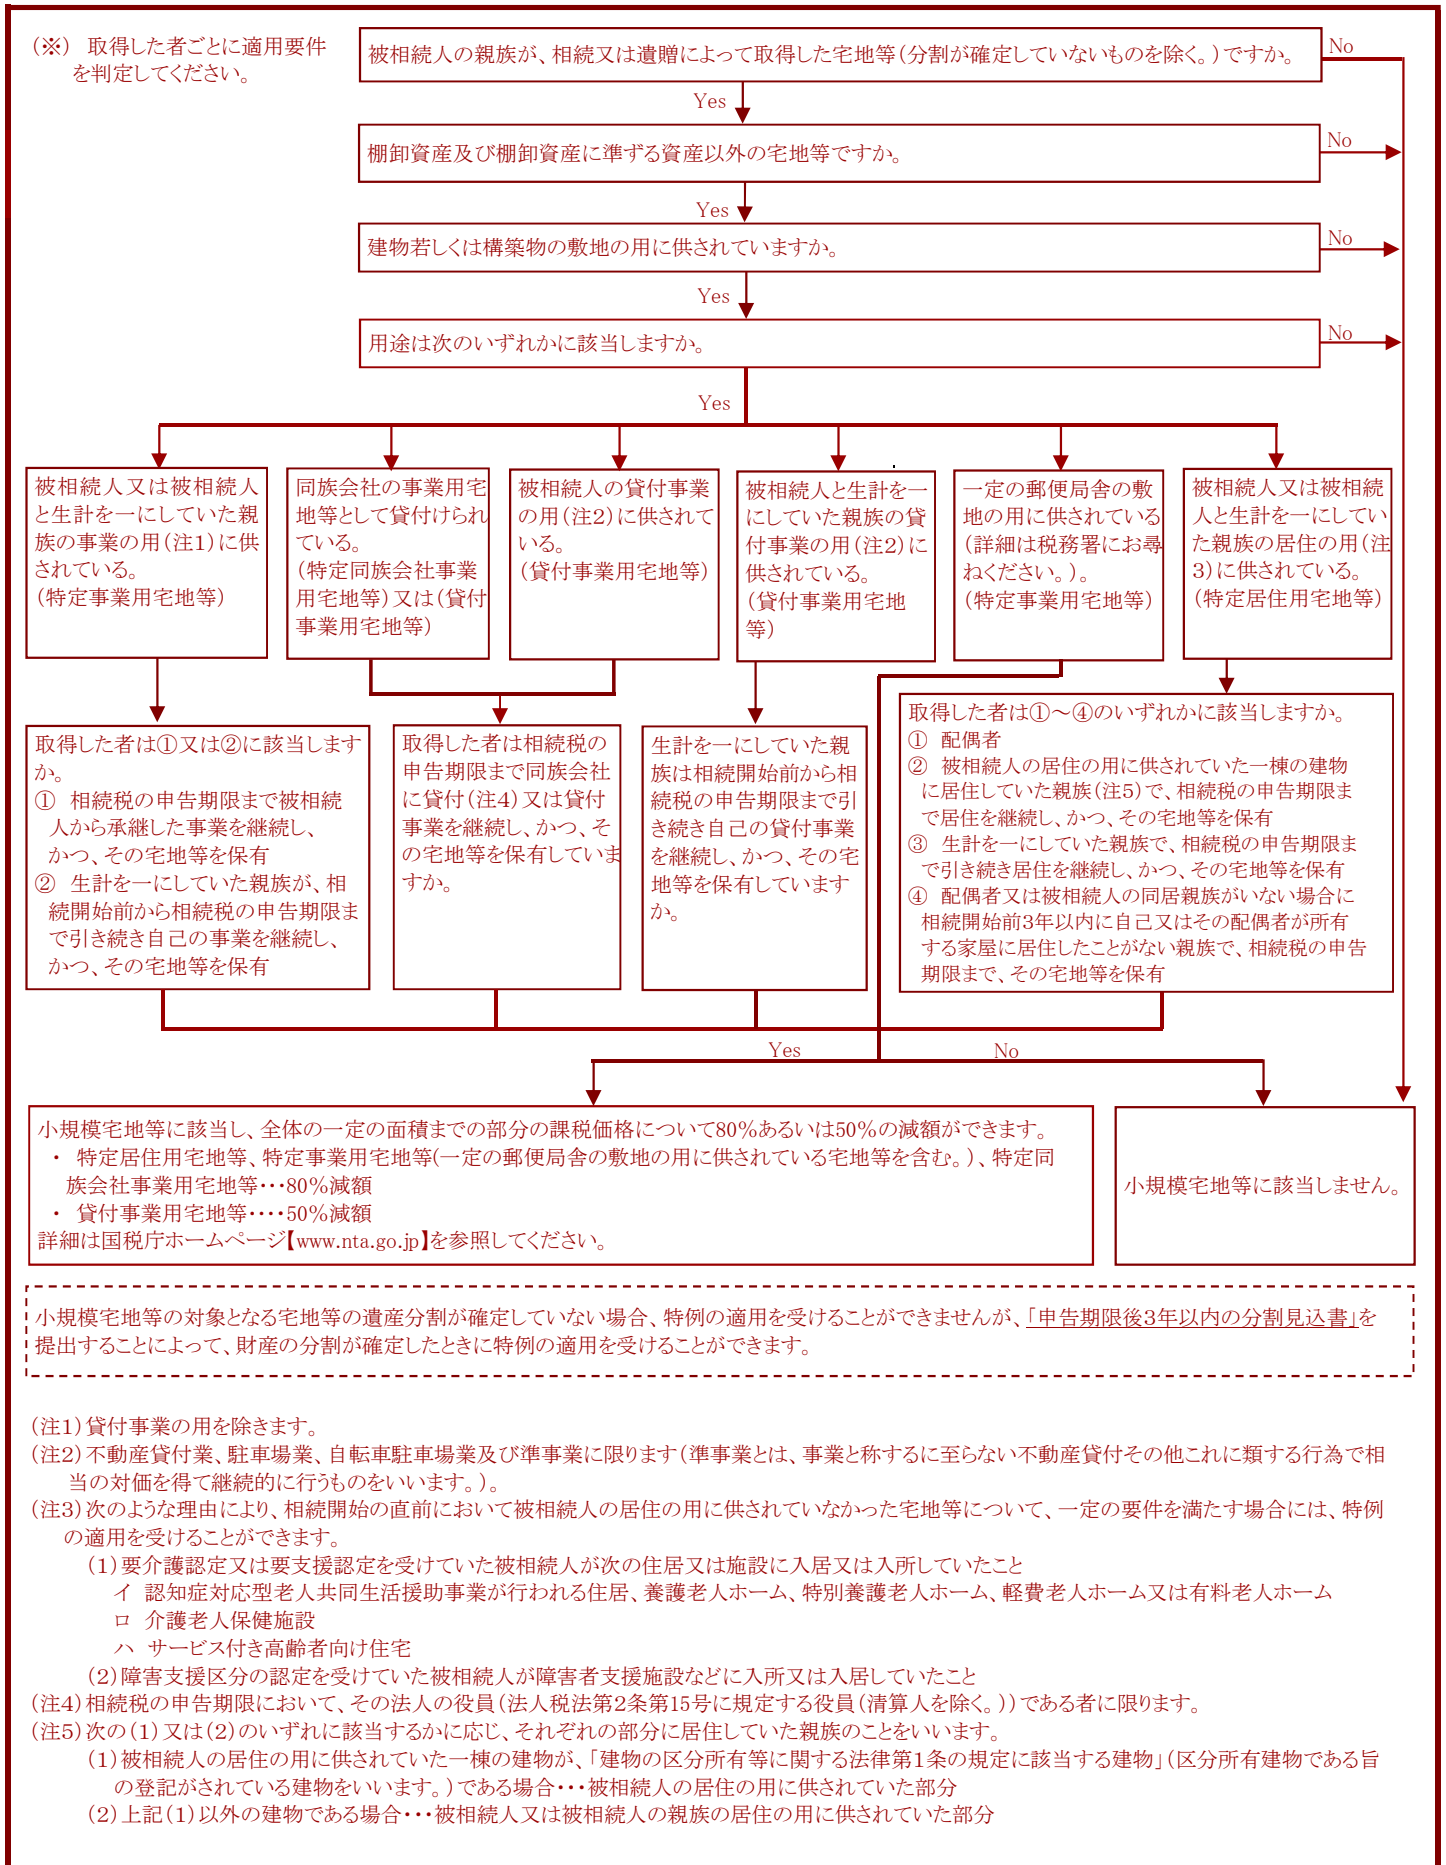 (※) 取得した者ごとに適用要件
を判定してください。
被相続人の親族が、相続又は遺贈によって取得した宅地等(分割が確定していないものを除く。)ですか。
No
Yes
棚卸資産及び棚卸資産に準ずる資産以外の宅地等ですか。
No
Yes
建物若しくは構築物の敷地の用に供されていますか。
No
Yes
用途は次のいずれかに該当しますか。
No
Yes
被相続人又は被相続人
と生計を一にしていた親
族の事業の用(注1)に供
されている。
(特定事業用宅地等)
同族会社の事業用宅
地等として貸付けられ
ている。
(特定同族会社事業
用宅地等)又は(貸付
事業用宅地等)
被相続人の貸付事業
の用(注2)に供されて
いる。
(貸付事業用宅地等)
被相続人と生計を一
にしていた親族の貸
付事業の用(注2)に
供されている。
(貸付事業用宅地
等)
一定の郵便局舎の敷
地の用に供されている
(詳細は税務署にお尋
ねください。)。
(特定事業用宅地等)
被相続人又は被相続
人と生計を一にしてい
た親族の居住の用(注
3)に供されている。
(特定居住用宅地等)
取得した者は①又は②に該当します
か。
① 相続税の申告期限まで被相続
人から承継した事業を継続し、
かつ、その宅地等を保有
② 生計を一にしていた親族が、相
続開始前から相続税の申告期限ま
で引き続き自己の事業を継続し、
かつ、その宅地等を保有
取得した者は相続税の
申告期限まで同族会社
に貸付(注4)又は貸付
事業を継続し、かつ、そ
の宅地等を保有していま
すか。
生計を一にしていた親
族は相続開始前から相
続税の申告期限まで引
き続き自己の貸付事業
を継続し、かつ、その宅
地等を保有しています
か。
取得した者は①~④のいずれかに該当しますか。
① 配偶者
② 被相続人の居住の用に供されていた一棟の建物
に居住していた親族(注5)で、相続税の申告期限ま
で居住を継続し、かつ、その宅地等を保有
③ 生計を一にしていた親族で、相続税の申告期限ま
で引き続き居住を継続し、かつ、その宅地等を保有
④ 配偶者又は被相続人の同居親族がいない場合に
相続開始前3年以内に自己又はその配偶者が所有
する家屋に居住したことがない親族で、相続税の申告
期限まで、その宅地等を保有
Yes
No
小規模宅地等に該当し、全体の一定の面積までの部分の課税価格について80%あるいは50%の減額ができます。
・ 特定居住用宅地等、特定事業用宅地等(一定の郵便局舎の敷地の用に供されている宅地等を含む。)、特定同
族会社事業用宅地等・・・80%減額
・ 貸付事業用宅地等・・・・50%減額
詳細は国税庁ホームページ【www.nta.go.jp】を参照してください。
小規模宅地等に該当しません。
小規模宅地等の対象となる宅地等の遺産分割が確定していない場合、特例の適用を受けることができませんが、「申告期限後3年以内の分割見込書」を
提出することによって、財産の分割が確定したときに特例の適用を受けることができます。
(注1)貸付事業の用を除きます。
(注2)不動産貸付業、駐車場業、自転車駐車場業及び準事業に限ります(準事業とは、事業と称するに至らない不動産貸付その他これに類する行為で相
当の対価を得て継続的に行うものをいいます。)。
(注3)次のような理由により、相続開始の直前において被相続人の居住の用に供されていなかった宅地等について、一定の要件を満たす場合には、特例
の適用を受けることができます。
(1)要介護認定又は要支援認定を受けていた被相続人が次の住居又は施設に入居又は入所していたこと
イ 認知症対応型老人共同生活援助事業が行われる住居、養護老人ホーム、特別養護老人ホーム、軽費老人ホーム又は有料老人ホーム
ロ 介護老人保健施設
ハ サービス付き高齢者向け住宅
(2)障害支援区分の認定を受けていた被相続人が障害者支援施設などに入所又は入居していたこと
(注4)相続税の申告期限において、その法人の役員(法人税法第2条第15号に規定する役員(清算人を除く。))である者に限ります。
(注5)次の(1)又は(2)のいずれに該当するかに応じ、それぞれの部分に居住していた親族のことをいいます。
(1)被相続人の居住の用に供されていた一棟の建物が、「建物の区分所有等に関する法律第1条の規定に該当する建物」(区分所有建物である旨
の登記がされている建物をいいます。)である場合・・・被相続人の居住の用に供されていた部分
(2)上記(1)以外の建物である場合・・・被相続人又は被相続人の親族の居住の用に供されていた部分